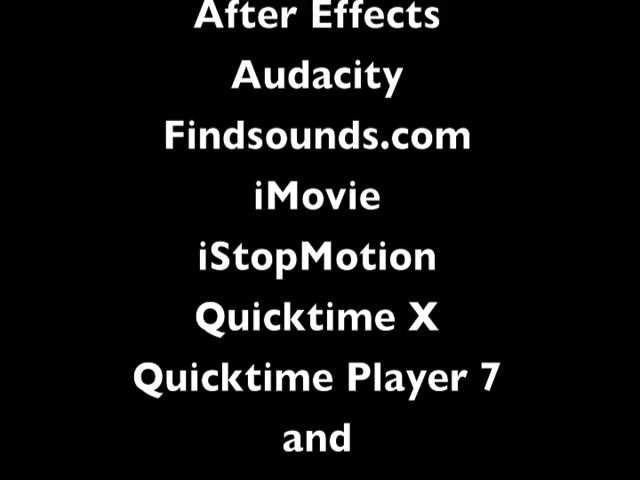 After Effects
Audacity
Findsounds.com
iMovie
iStopMotion
Quicktime X
Quicktime Player 7
and